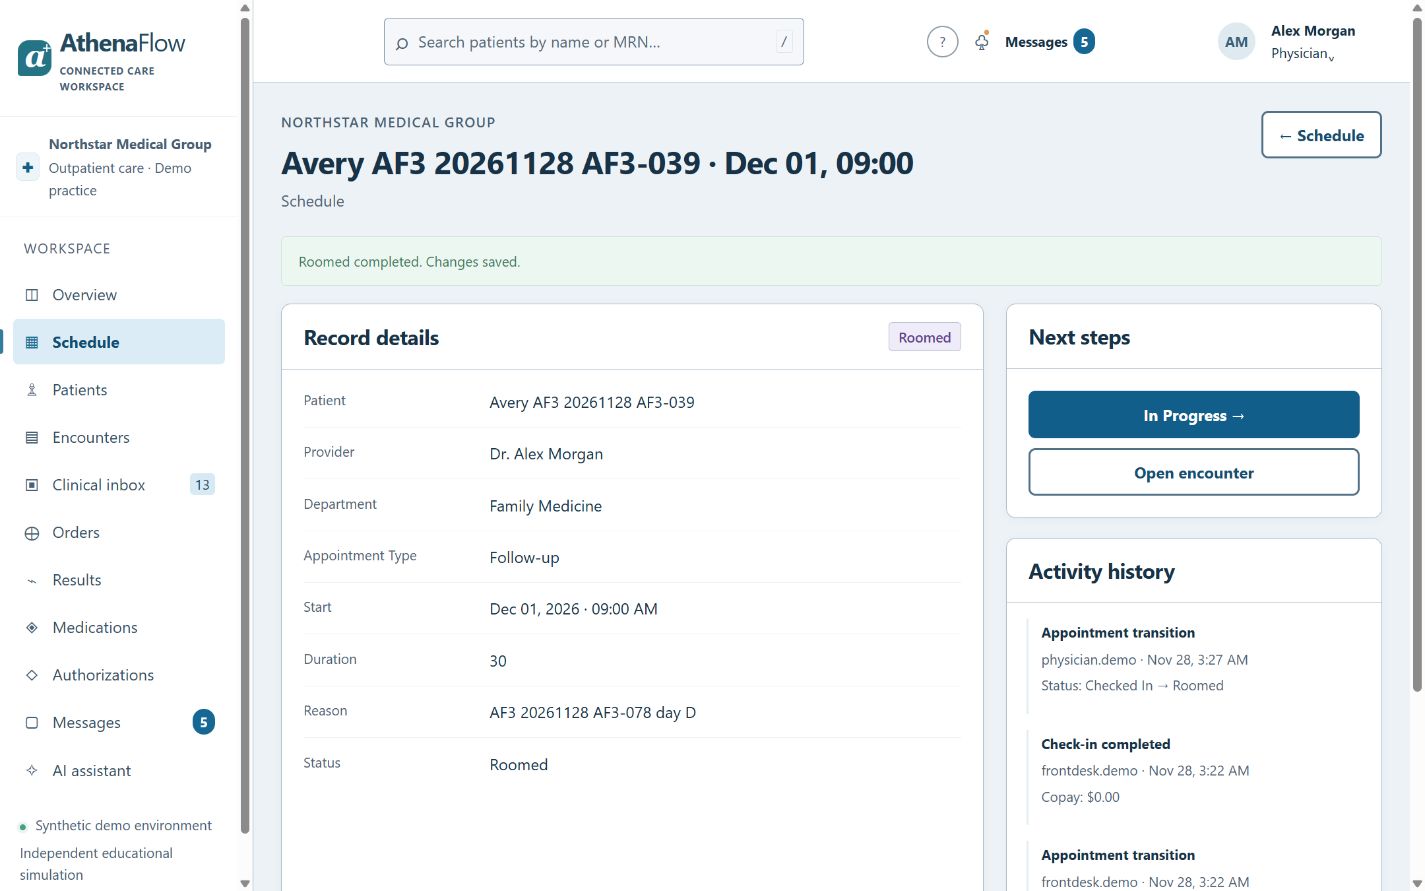 AthenaFlow
CONNECTED CARE
WORKSPACE
Northstar Medical Group
Outpatient care · Demo
practice
WORKSPACE
Overview
Schedule
Patients
Encounters
Clinical inbox 13
Orders
Results
Medications
Authorizations
Messages 5
AI assistant
Synthetic demo environment
Independent educational
simulation
Search patients by name or MRN... /
? Messages 5
AM
Alex Morgan
Physician
NORTHSTAR MEDICAL GROUP
Avery AF3 20261128 AF3-039 · Dec 01, 09:00
Schedule
← Schedule
Roomed completed. Changes saved.
Record details Roomed
Patient Avery AF3 20261128 AF3-039
Provider Dr. Alex Morgan
Department Family Medicine
Appointment Type Follow-up
Start Dec 01, 2026 · 09:00 AM
Duration 30
Reason AF3 20261128 AF3-078 day D
Status Roomed
Next steps
In Progress →
Open encounter
Activity history
Appointment transition
physician.demo · Nov 28, 3:27 AM
Status: Checked In → Roomed
Check-in completed
frontdesk.demo · Nov 28, 3:22 AM
Copay: $0.00
Appointment transition
frontdesk.demo · Nov 28, 3:22 AM